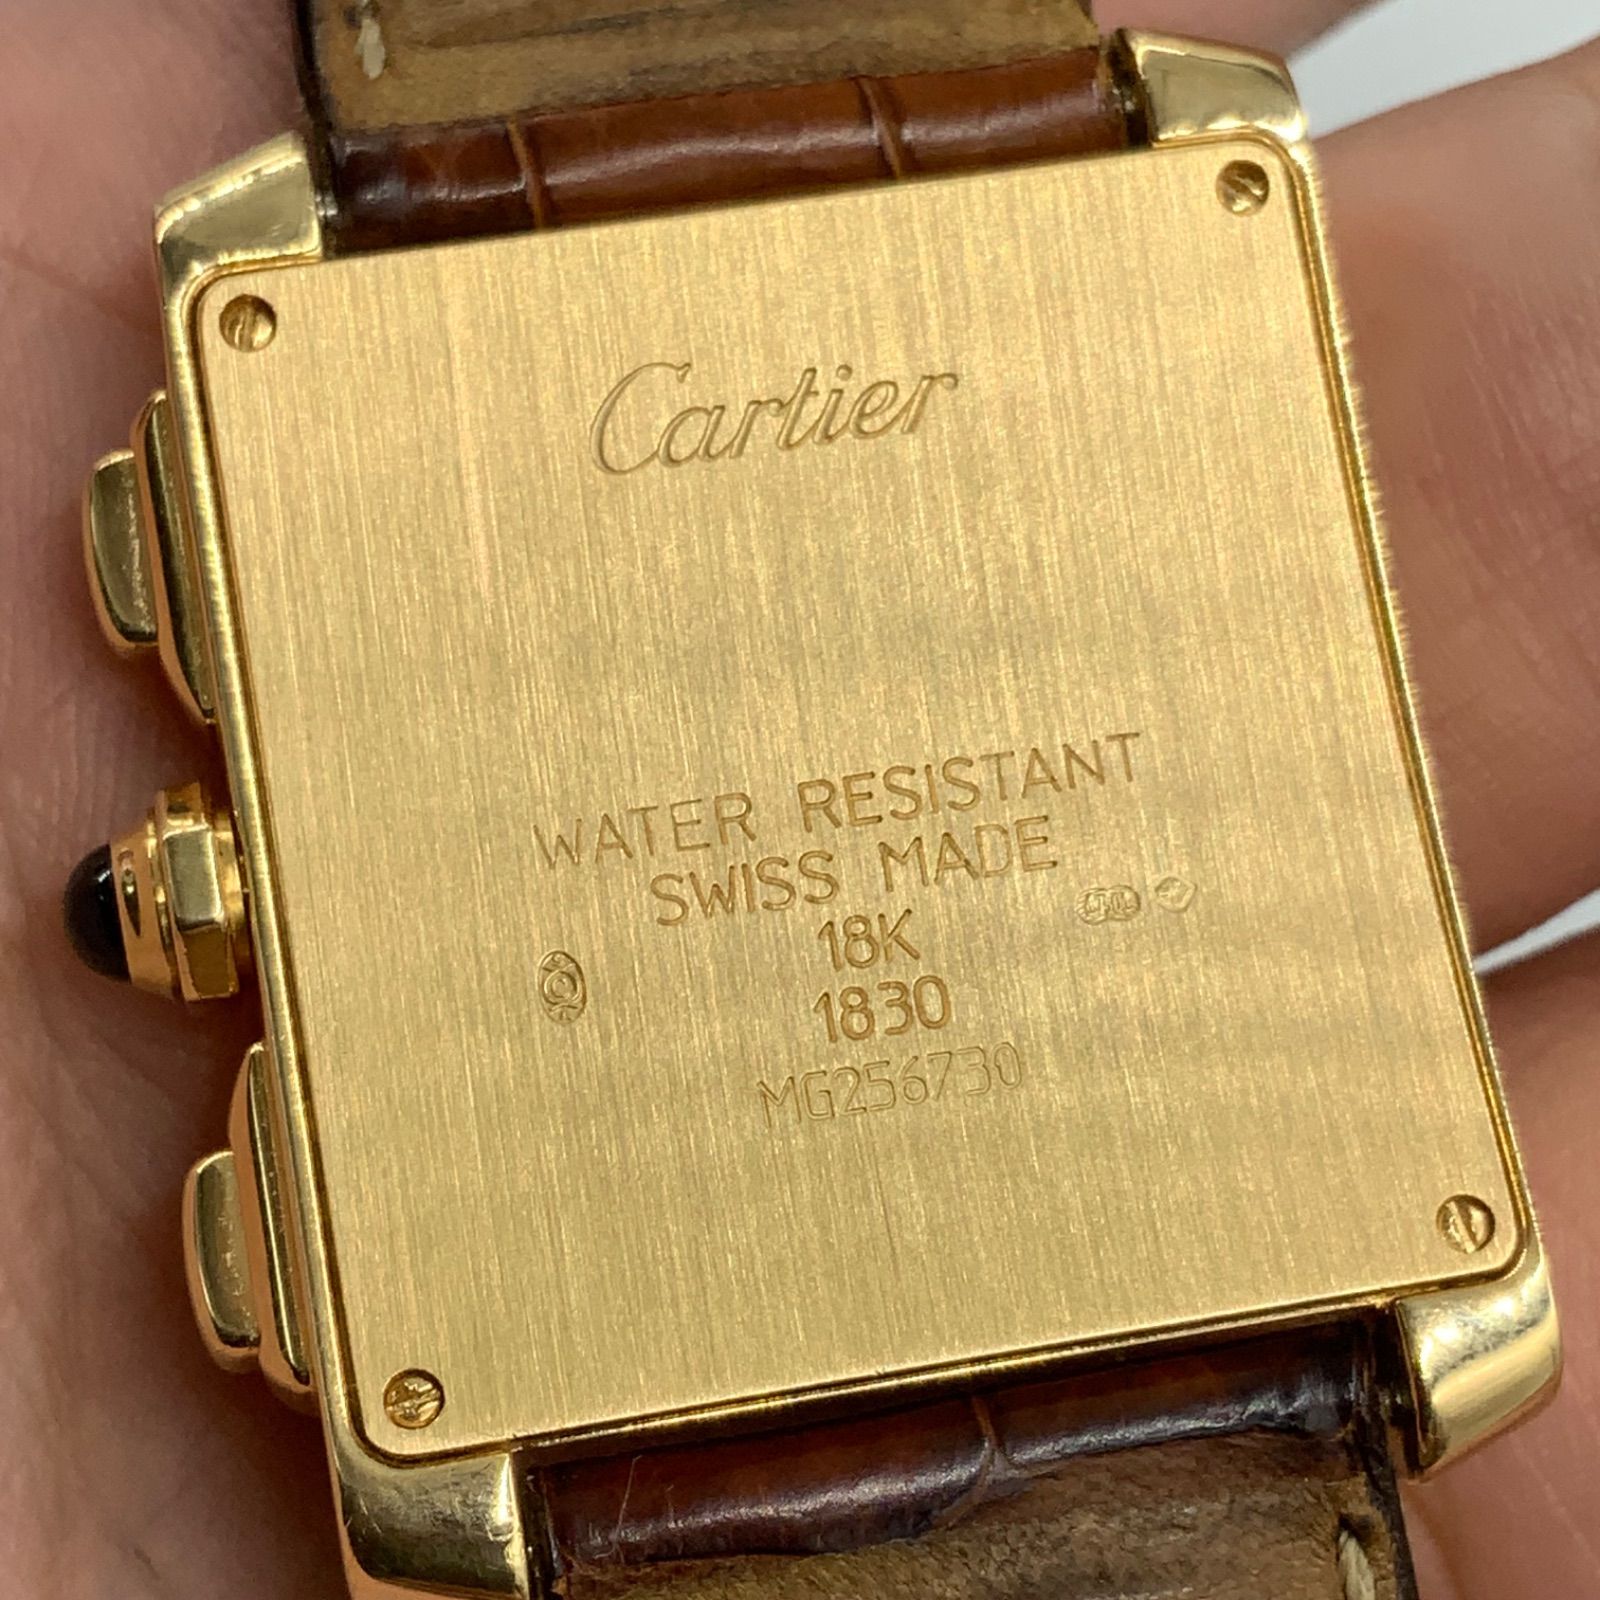 Cartier
WATER RESISTANT
SWISS MADE
18K
1830
MG256730